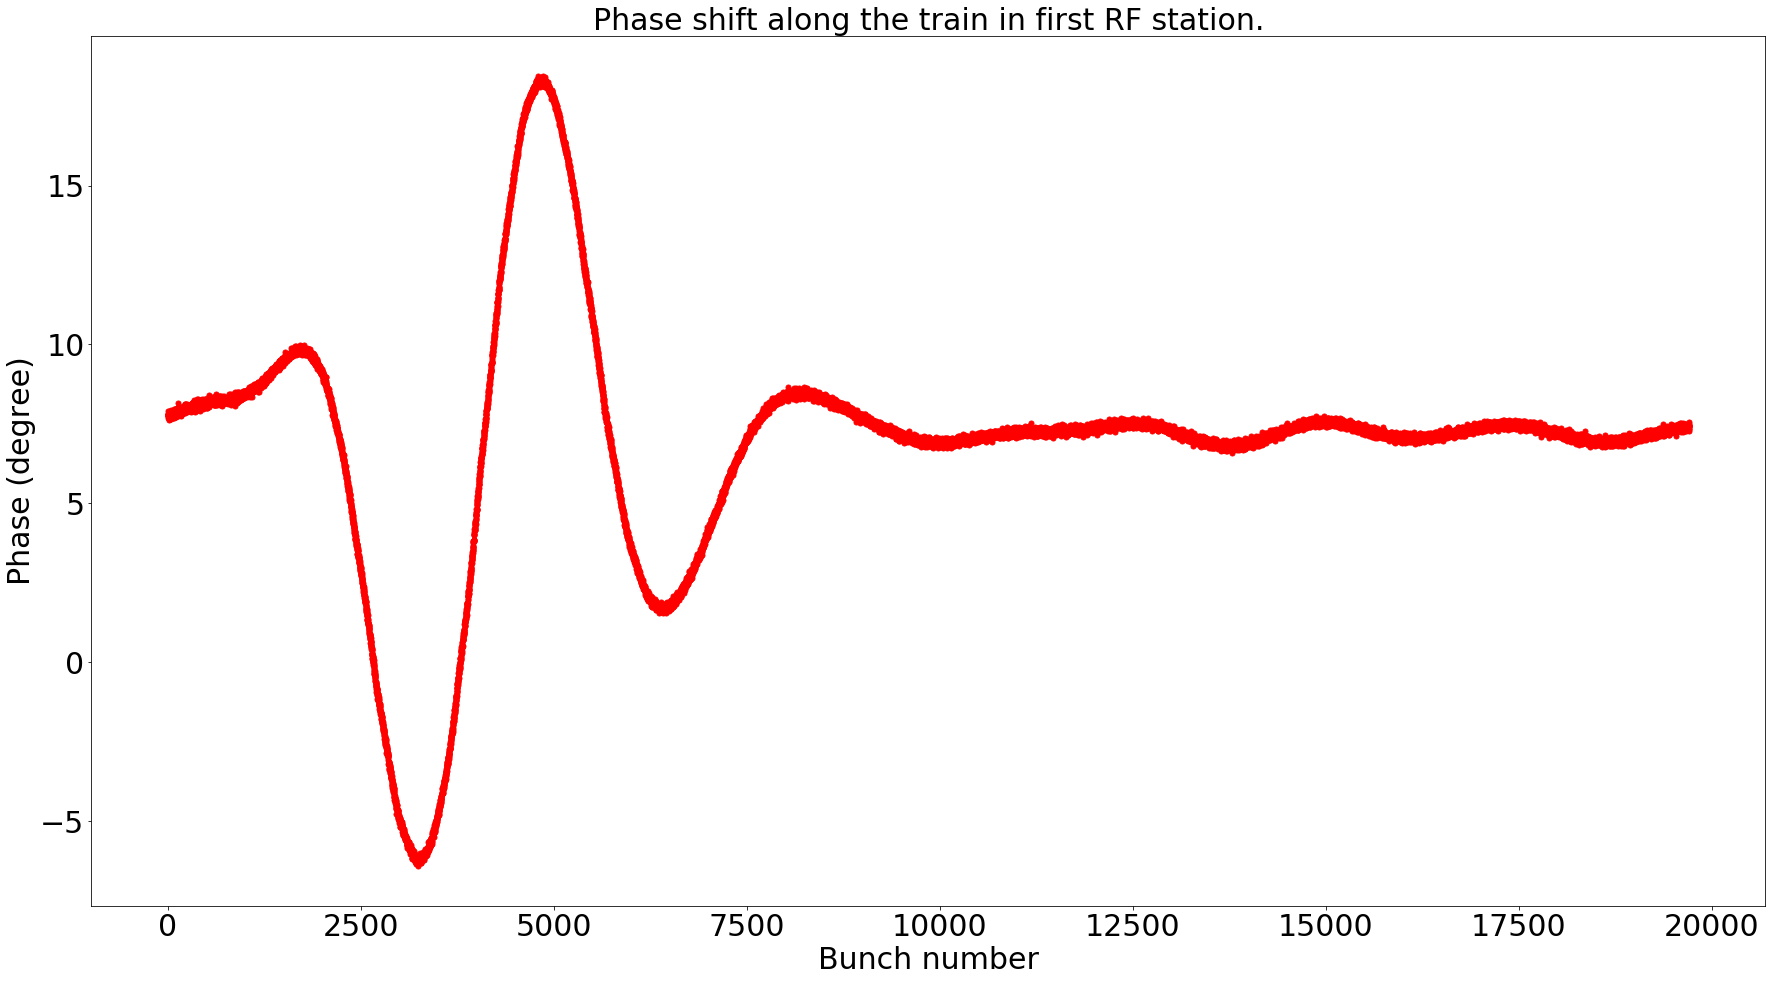 Phase shift along the train in first RF station.
Phase (degree)
15
10
5
0
−5
0 2500 5000 7500 10000 12500 15000 17500 20000
Bunch number